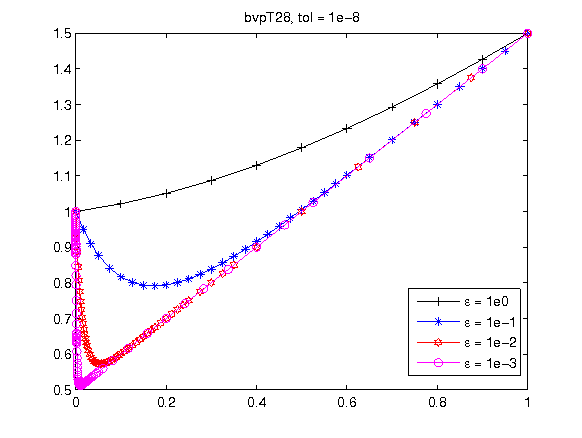 bvpT28, tol = 1e-8
1.5
1.4
1.3
1.2
1.1
1
0.9
0.8
0.7
0.6
0.5
ε = 1e0
ε = 1e-1
ε = 1e-2
ε = 1e-3
0 0.2 0.4 0.6 0.8 1